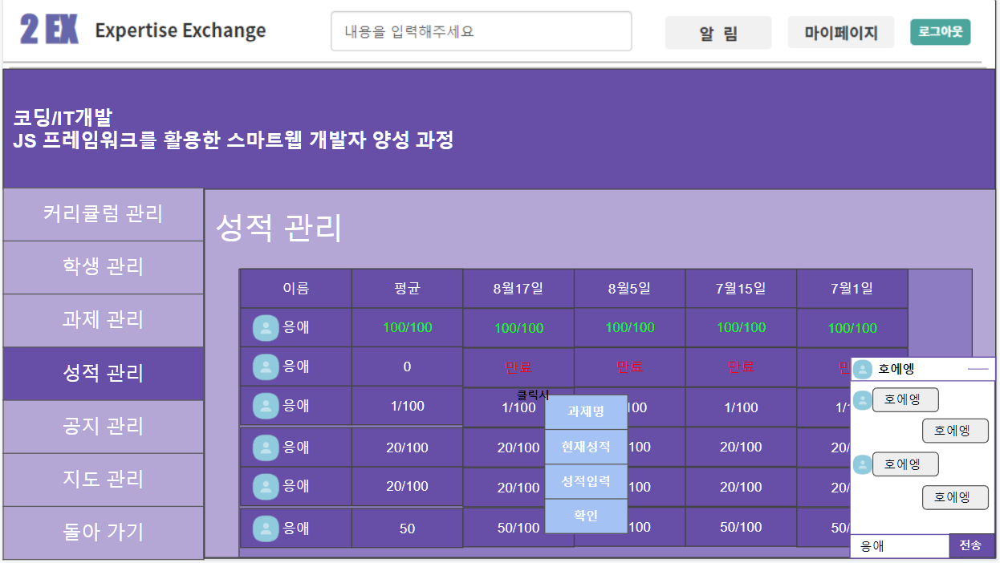 2 EX Expertise Exchange 내용을 입력해주세요 알 림 마이페이지 로그아웃
코딩/IT개발
JS 프레임워크를 활용한 스마트웹 개발자 양성 과정
커리큘럼 관리
학생 관리
과제 관리
성적 관리
공지 관리
지도 관리
돌아 가기
성적 관리
이름 평균 8월17일 8월5일 7월15일 7월1일
응애 100/100 100/100 100/100 100/100 100/100
응애 0 만료 만료 만료
응애 1/100 1/100 100 1/100 1/
응애 20/100 20/100 100 20/100 20/
응애 20/100 20/100 100 20/100 20/
응애 50 50/100 100 50/100 50/
클릭시
과제명
현재성적
성적입력
확인
호에엥
호에엥
호에엥
호에엥
호에엥
응애 전송